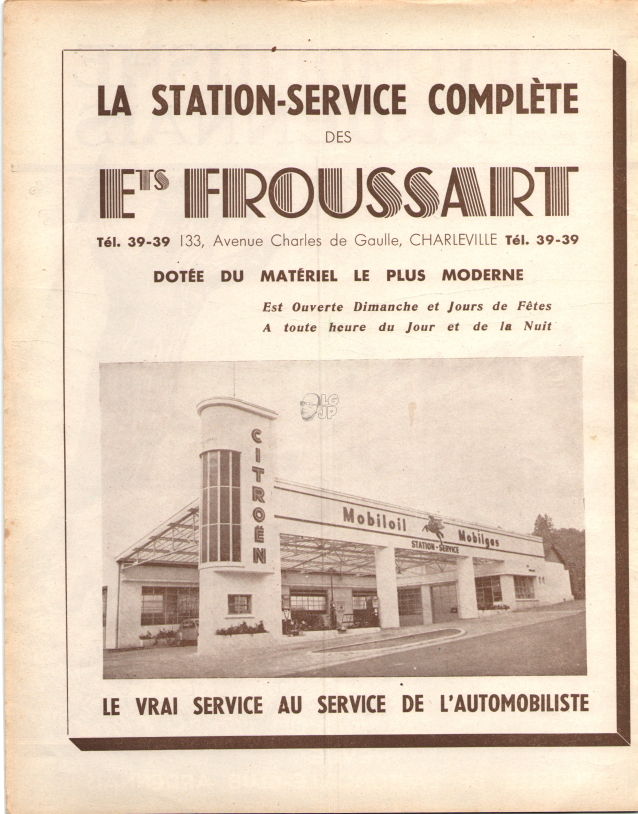 LA STATION-SERVICE COMPLÈTE
DES
ETS FROUSSART
Tél. 39-39 133, Avenue Charles de Gaulle, CHARLEVILLE Tél. 39-39
DOTÉE DU MATÉRIEL LE PLUS MODERNE
Est Ouverte Dimanche et Jours de Fêtes
A toute heure du Jour et de la Nuit
LG
JP
CITROËN
Mobiloil Mobilgas
STATION-SERVICE
LE VRAI SERVICE AU SERVICE DE L'AUTOMOBILISTE